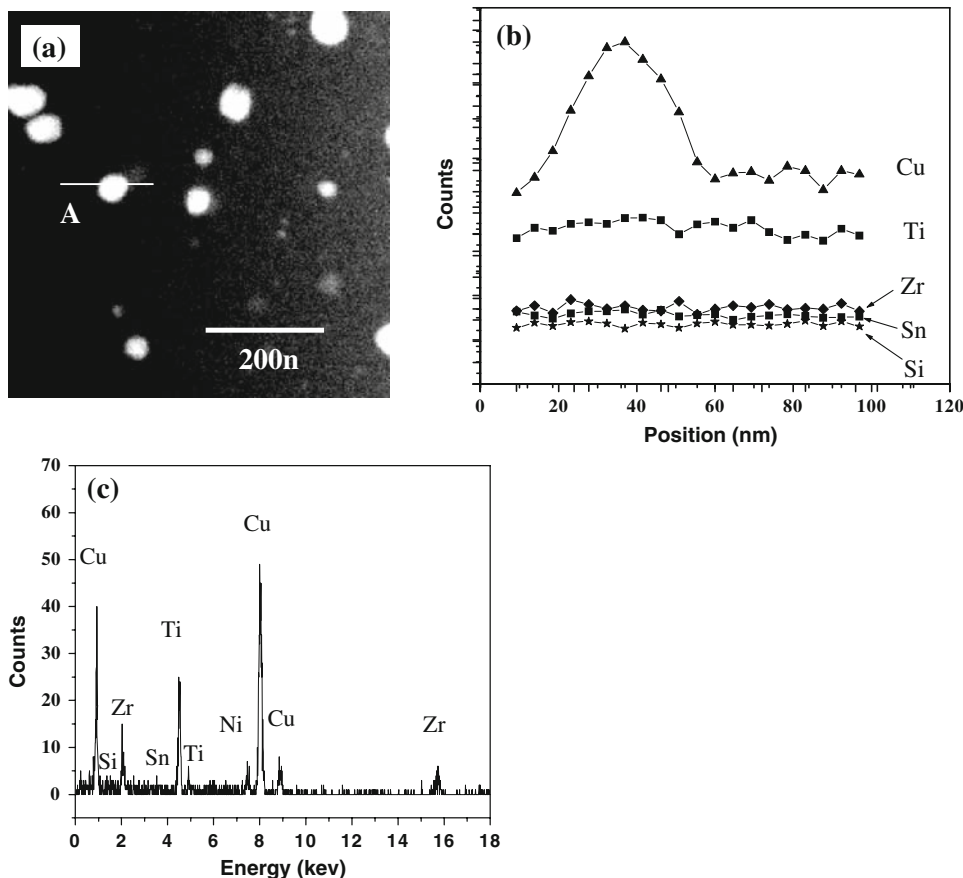 (a)
A
200n
(b)
Counts
Cu
Ti
Zr
Sn
Si
0 20 40 60 80 100 120
Position (nm)
(c)
70
60
50
40
30
20
10
0
Counts
Cu
Si
Zr
Sn
Ti
Ti
Ni
Cu
Cu
Zr
0 2 4 6 8 10 12 14 16 18
Energy (kev)